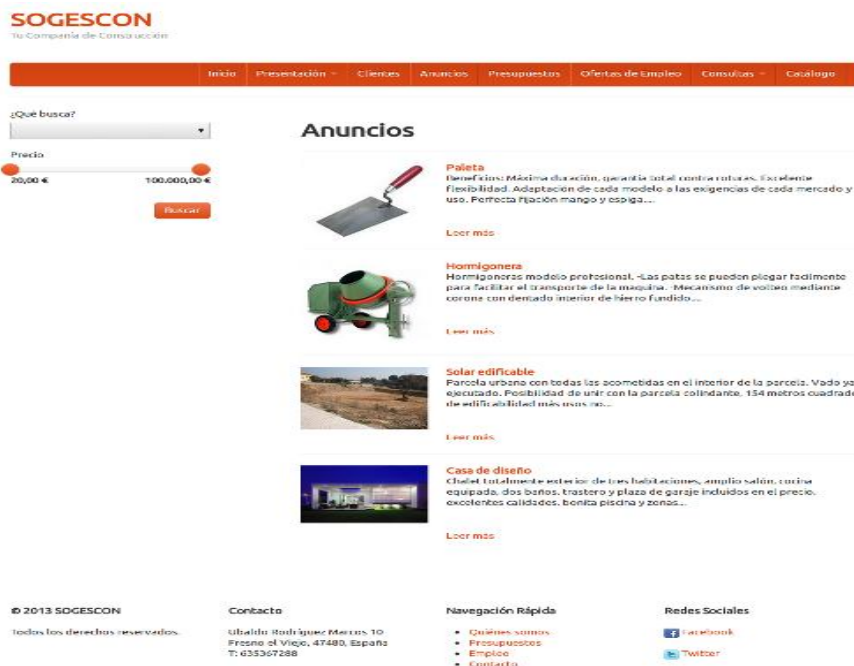 SOGESCON
Tu Compañía de Construcción
Inicio Presentación Clientes Anuncios Presupuestos Ofertas de Empleo Consultas Catálogo
¿Qué busca?
Precio
20,00 € 100.000,00 €
Buscar
Anuncios
Paleta
Beneficios: Máxima duración, garantía total contra roturas. Excelente
flexibilidad. Adaptación de cada modelo a las exigencias de cada mercado y
uso. Perfecta fijación mango y espiga....
Leer más
Hormigonera
Hormigoneras modelo profesional. -Las patas se pueden plegar facilmente
para facilitar el transporte de la maquina. -Mecanismo de volteo mediante
corona con dentado interior de hierro fundido....
Leer más
Solar edificable
Parcela urbana con todas las acometidas en el interior de la parcela. Vado ya
ejecutado. Posibilidad de unir con la parcela colindante, 154 metros cuadrado
de edificabilidad más usos no...
Leer más
Casa de diseño
Chalet totalmente exterior de tres habitaciones, amplio salón, cocina
equipada, dos baños, trastero y plaza de garaje incluidos en el precio.
excelentes calidades. bonita piscina y zonas...
Leer más
© 2013 SOGESCON
Todos los derechos reservados.
Contacto
Ubaldo Rodríguez Marcos 10
Fresno el Viejo, 47480, España
T: 635367288
Navegación Rápida
Quiénes somos
Presupuestos
Empleo
Contacto
Redes Sociales
Facebook
Twitter